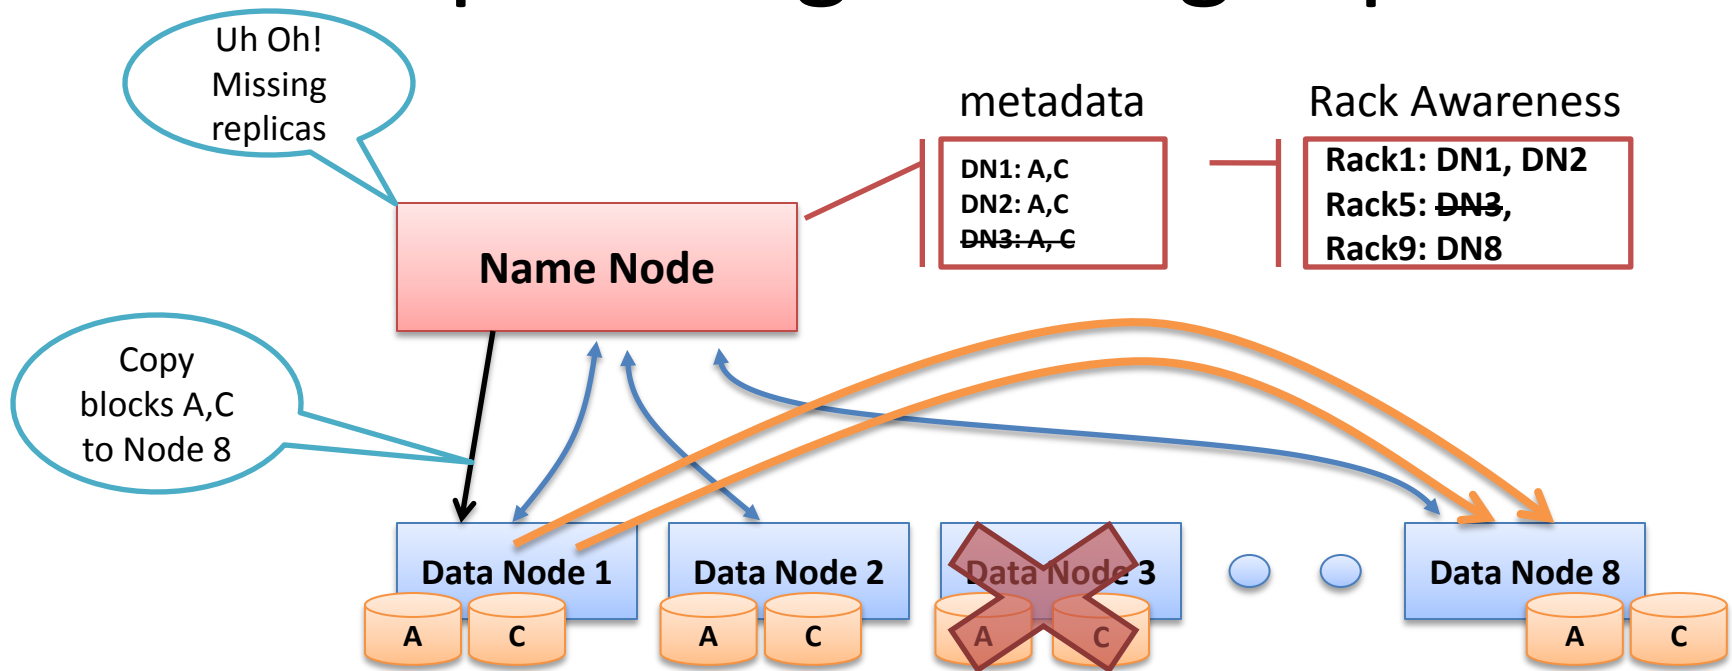 Uh Oh!
Missing
replicas
metadata
DN1: A,C
DN2: A,C
DN3: A, C
Rack Awareness
Rack1: DN1, DN2
Rack5: DN3,
Rack9: DN8
Name Node
Copy
blocks A,C
to Node 8
Data Node 1
Data Node 2
Data Node 3
Data Node 8
A
C
A
C
A
C
A
C